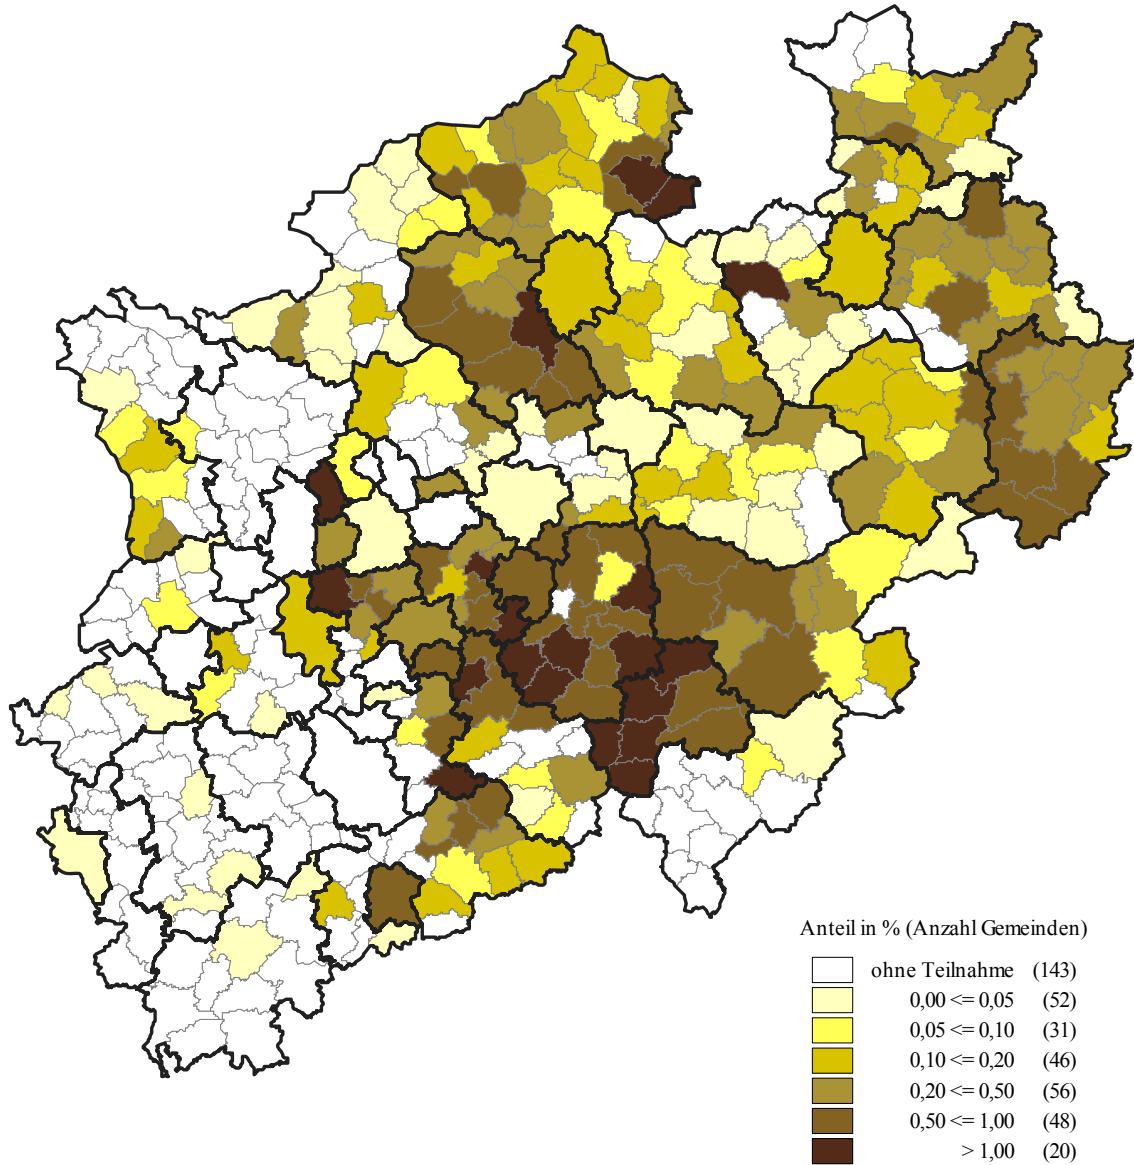 Anteil in % (Anzahl Gemeinden)
ohne Teilnahme (143)
0,00 <= 0,05 (52)
0,05 <= 0,10 (31)
0,10 <= 0,20 (46)
0,20 <= 0,50 (56)
0,50 <= 1,00 (48)
> 1,00 (20)